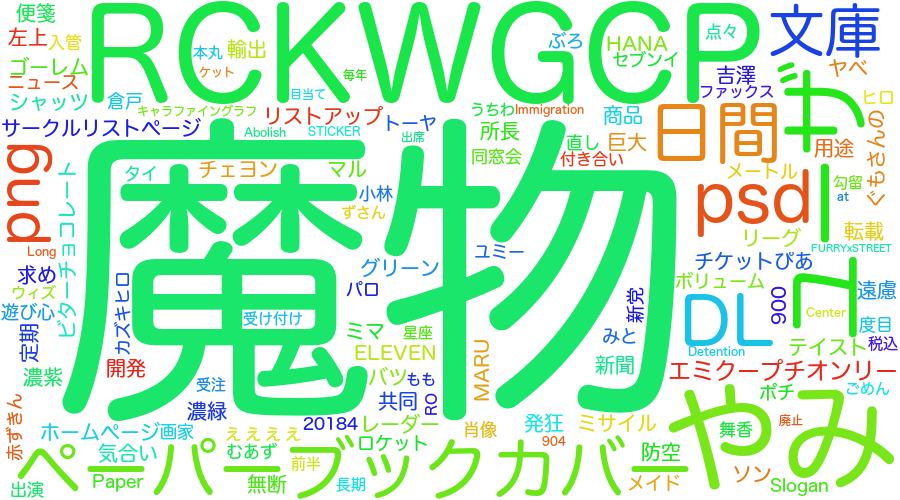 便箋
左上
入管
ゴーレム
ニュース
シャッツ
倉戸
本丸
輸出
ケット
目当て
毎年
キャラファイングラフ
リストアップ
サークルリストページ
Abolish
STICKER
RCKWGCP
ぶろ
HANA
セブンイ
点々
文庫
ヤベ
吉澤
ファックス
ヒロ
うちわ
Immigration
商品
トーヤ
所長
直し
巨大
出席
同窓会
付き合い
日間
用途
メートル
勾留
at
ぐもさんの
png
タイ
チェヨン
マル
小林
ずさん
ビターチョコレート
Long
求め
ウィズ
遊び心
定期
カズキヒロ
魔物
受け付け
グリーン
ユミー
パロ
星座
ミマ
psd
リーグ
転載
FURRYxSTREET
チケットぴあ
ボリューム
900
遠慮
新党
DL
Center
みと
度目
Detention
テイスト
税込
新聞
エミクープチオンリー
濃紫
開発
受注
濃緑
バツ
もも
ELEVEN
共同
RO
MARU
ポチ
ごめん
赤ずきん
ホームページ
画家
ええええ
20184
レーダー
ロケット
肖像
発狂
904
ミサイル
舞香
廃止
やみ
気合い
むあず
防空
ペーパーブックカバー
出演
Paper
無断
前半
長期
メイド
ソン
Slogan